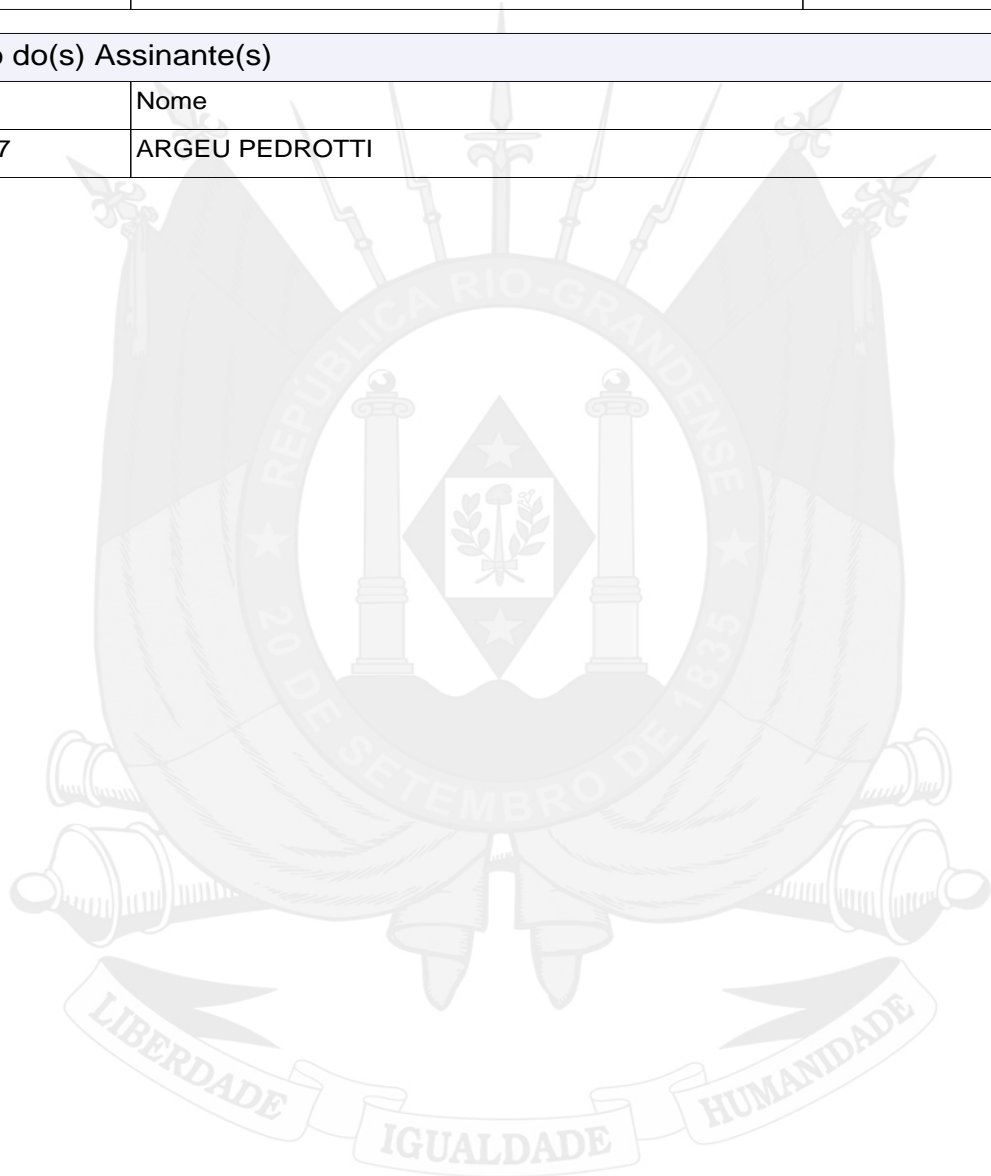 o do(s) Assinante(s)
Nome
7 ARGEU PEDROTTI
REPÚBLICA RIO-GRANDENSE
20 DE SETEMBRO DE 1835
LIBERDADE IGUALDADE HUMANIDADE